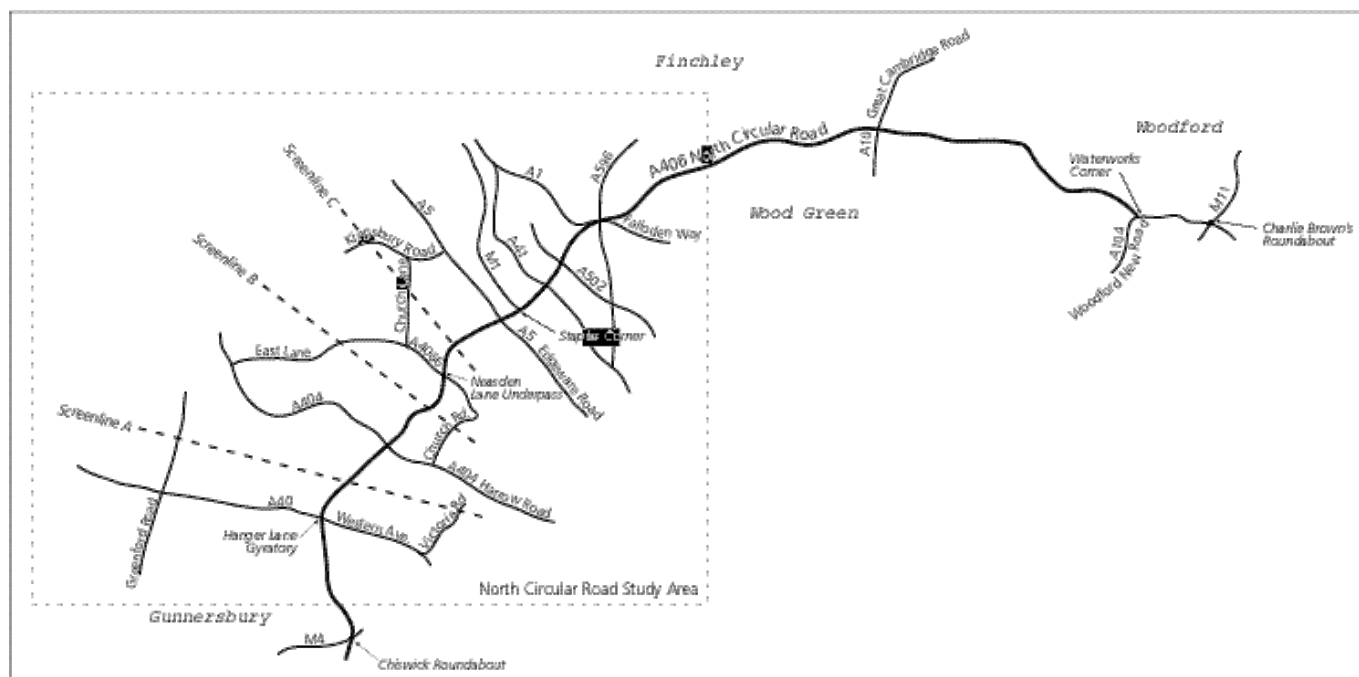 Finchley
Great Cambridge Road
A10
Woodford
A406 North Circular Road
Waterworks
Corner
M11
Charlie Brown's
Roundabout
A104
Woodford New Road
Wood Green
Screenline C
A1
A598
Falloden Way
A5
A41
M1
A502
Kingsbury Road
Church Lane
Screenline B
Staples Corner
A5 Edgware Road
East Lane
A4088
Neasden
Lane Underpass
A404
Church Rd
Screenline A
A404 Harrow Road
A40
Western Ave.
Victoria Rd
Greenford Road
Hanger Lane
Gyratory
North Circular Road Study Area
Gunnersbury
M4
Chiswick Roundabout